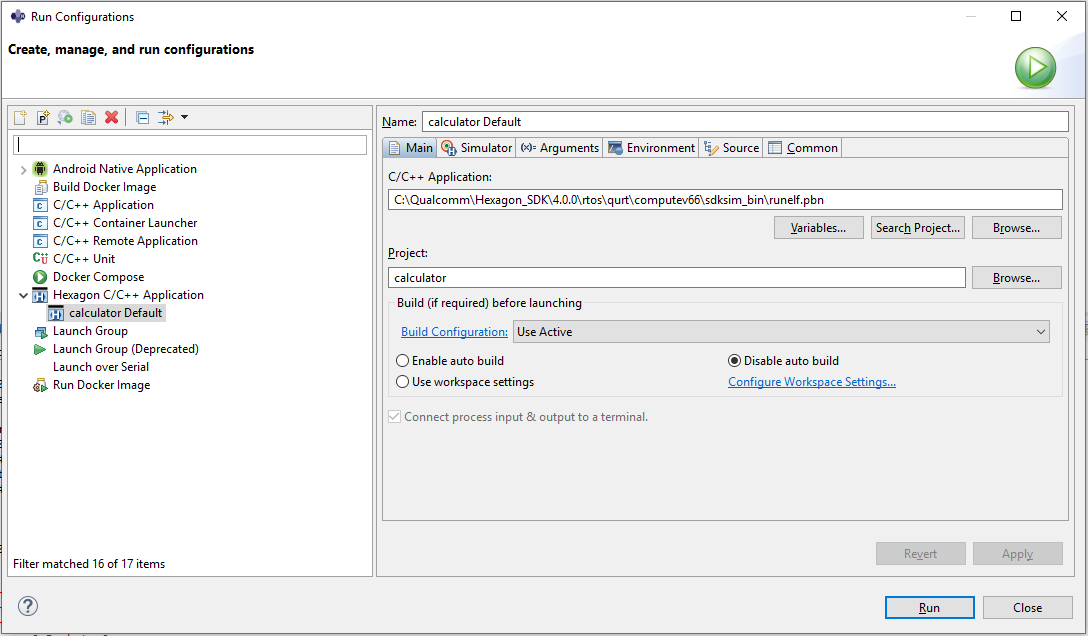 Run Configurations
Create, manage, and run configurations
Android Native Application
Build Docker Image
C/C++ Application
C/C++ Container Launcher
C/C++ Remote Application
C/C++ Unit
Docker Compose
Hexagon C/C++ Application
calculator Default
Launch Group
Launch Group (Deprecated)
Launch over Serial
Run Docker Image
Filter matched 16 of 17 items
Name: calculator Default
Main Simulator (x)= Arguments Environment Source Common
C/C++ Application:
C:\Qualcomm\Hexagon_SDK\4.0.0\rtos\qurt\computev66\sdksim_bin\runelf.pbn
Variables... Search Project... Browse...
Project:
calculator Browse...
Build (if required) before launching
Build Configuration: Use Active
Enable auto build Disable auto build
Use workspace settings Configure Workspace Settings...
Connect process input & output to a terminal.
Revert Apply
? Run Close